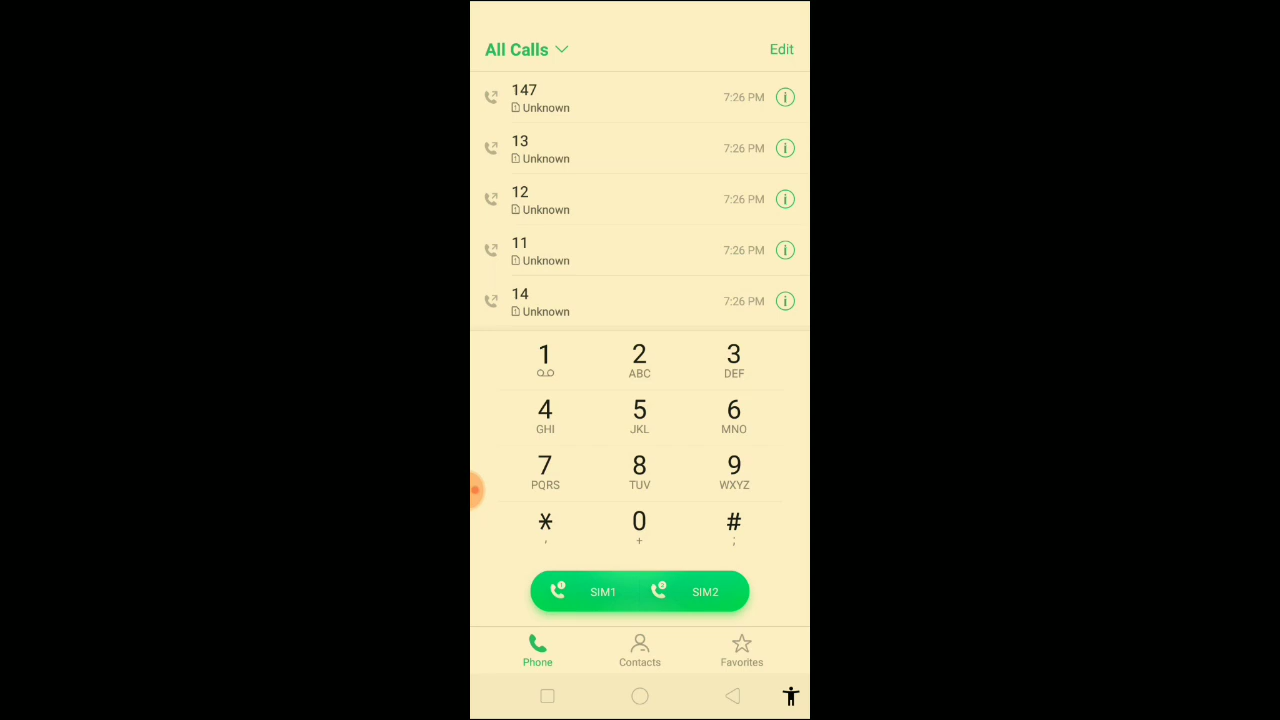 All Calls Edit
147
Unknown 7:26 PM
13
Unknown 7:26 PM
12
Unknown 7:26 PM
11
Unknown 7:26 PM
14
Unknown 7:26 PM
1 2 3
ABC DEF
4 5 6
GHI JKL MNO
7 8 9
PQRS TUV WXYZ
* 0 #
, + ;
1 SIM1 2 SIM2
Phone Contacts Favorites